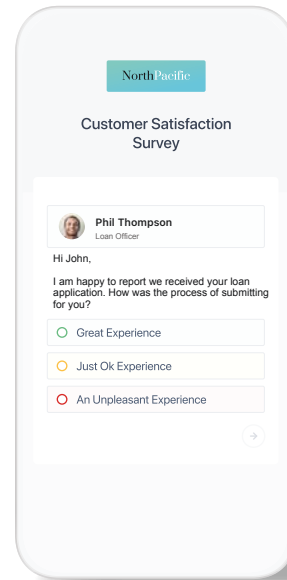 NorthPacific
Customer Satisfaction
Survey
Phil Thompson
Loan Officer
Hi John,
I am happy to report we received your loan
application. How was the process of submitting
for you?
Great Experience
Just Ok Experience
An Unpleasant Experience